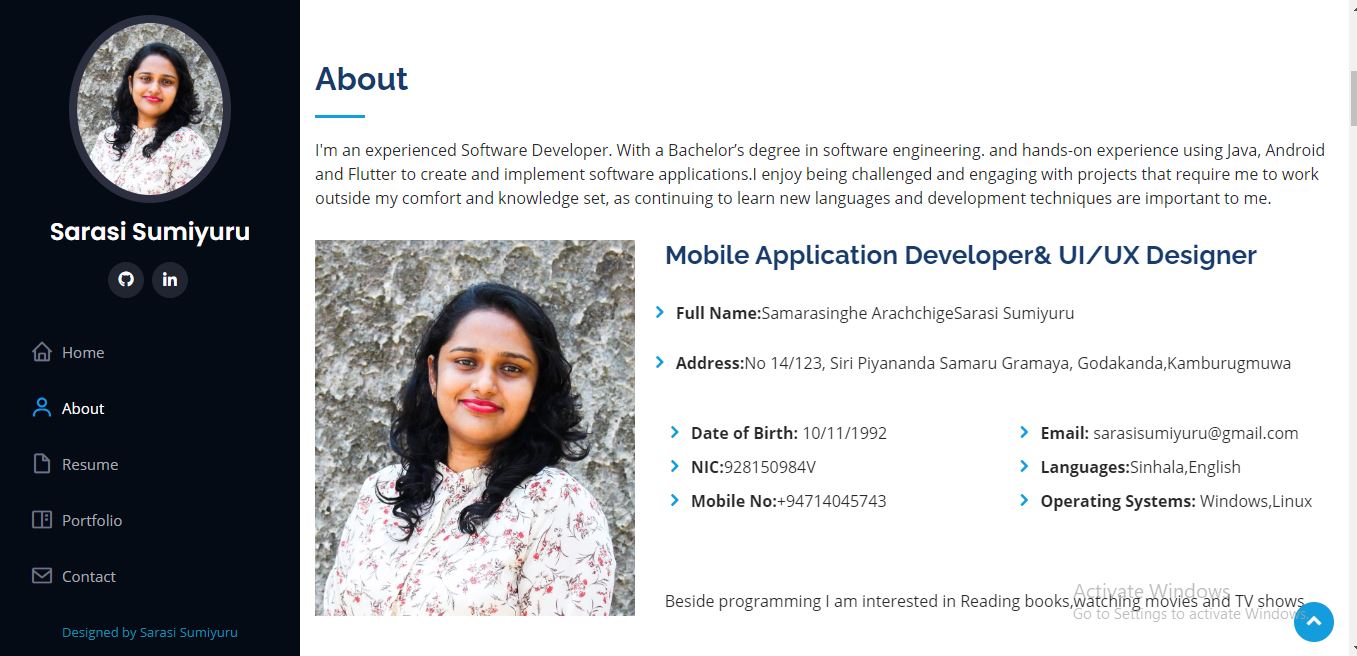 Sarasi Sumiyuru
Home
About
Resume
Portfolio
Contact
Designed by Sarasi Sumiyuru
About
I'm an experienced Software Developer. With a Bachelor’s degree in software engineering. and hands-on experience using Java, Android
and Flutter to create and implement software applications.I enjoy being challenged and engaging with projects that require me to work
outside my comfort and knowledge set, as continuing to learn new languages and development techniques are important to me.
Mobile Application Developer& UI/UX Designer
Full Name:Samarasinghe ArachchigeSarasi Sumiyuru
Address:No 14/123, Siri Piyananda Samaru Gramaya, Godakanda,Kamburugmuwa
Date of Birth: 10/11/1992
NIC:928150984V
Mobile No:+94714045743
Email: sarasisumiyuru@gmail.com
Languages:Sinhala,English
Operating Systems: Windows,Linux
Beside programming I am interested in Reading books,watching movies and TV shows
Activate Windows
Go to Settings to activate Windows.